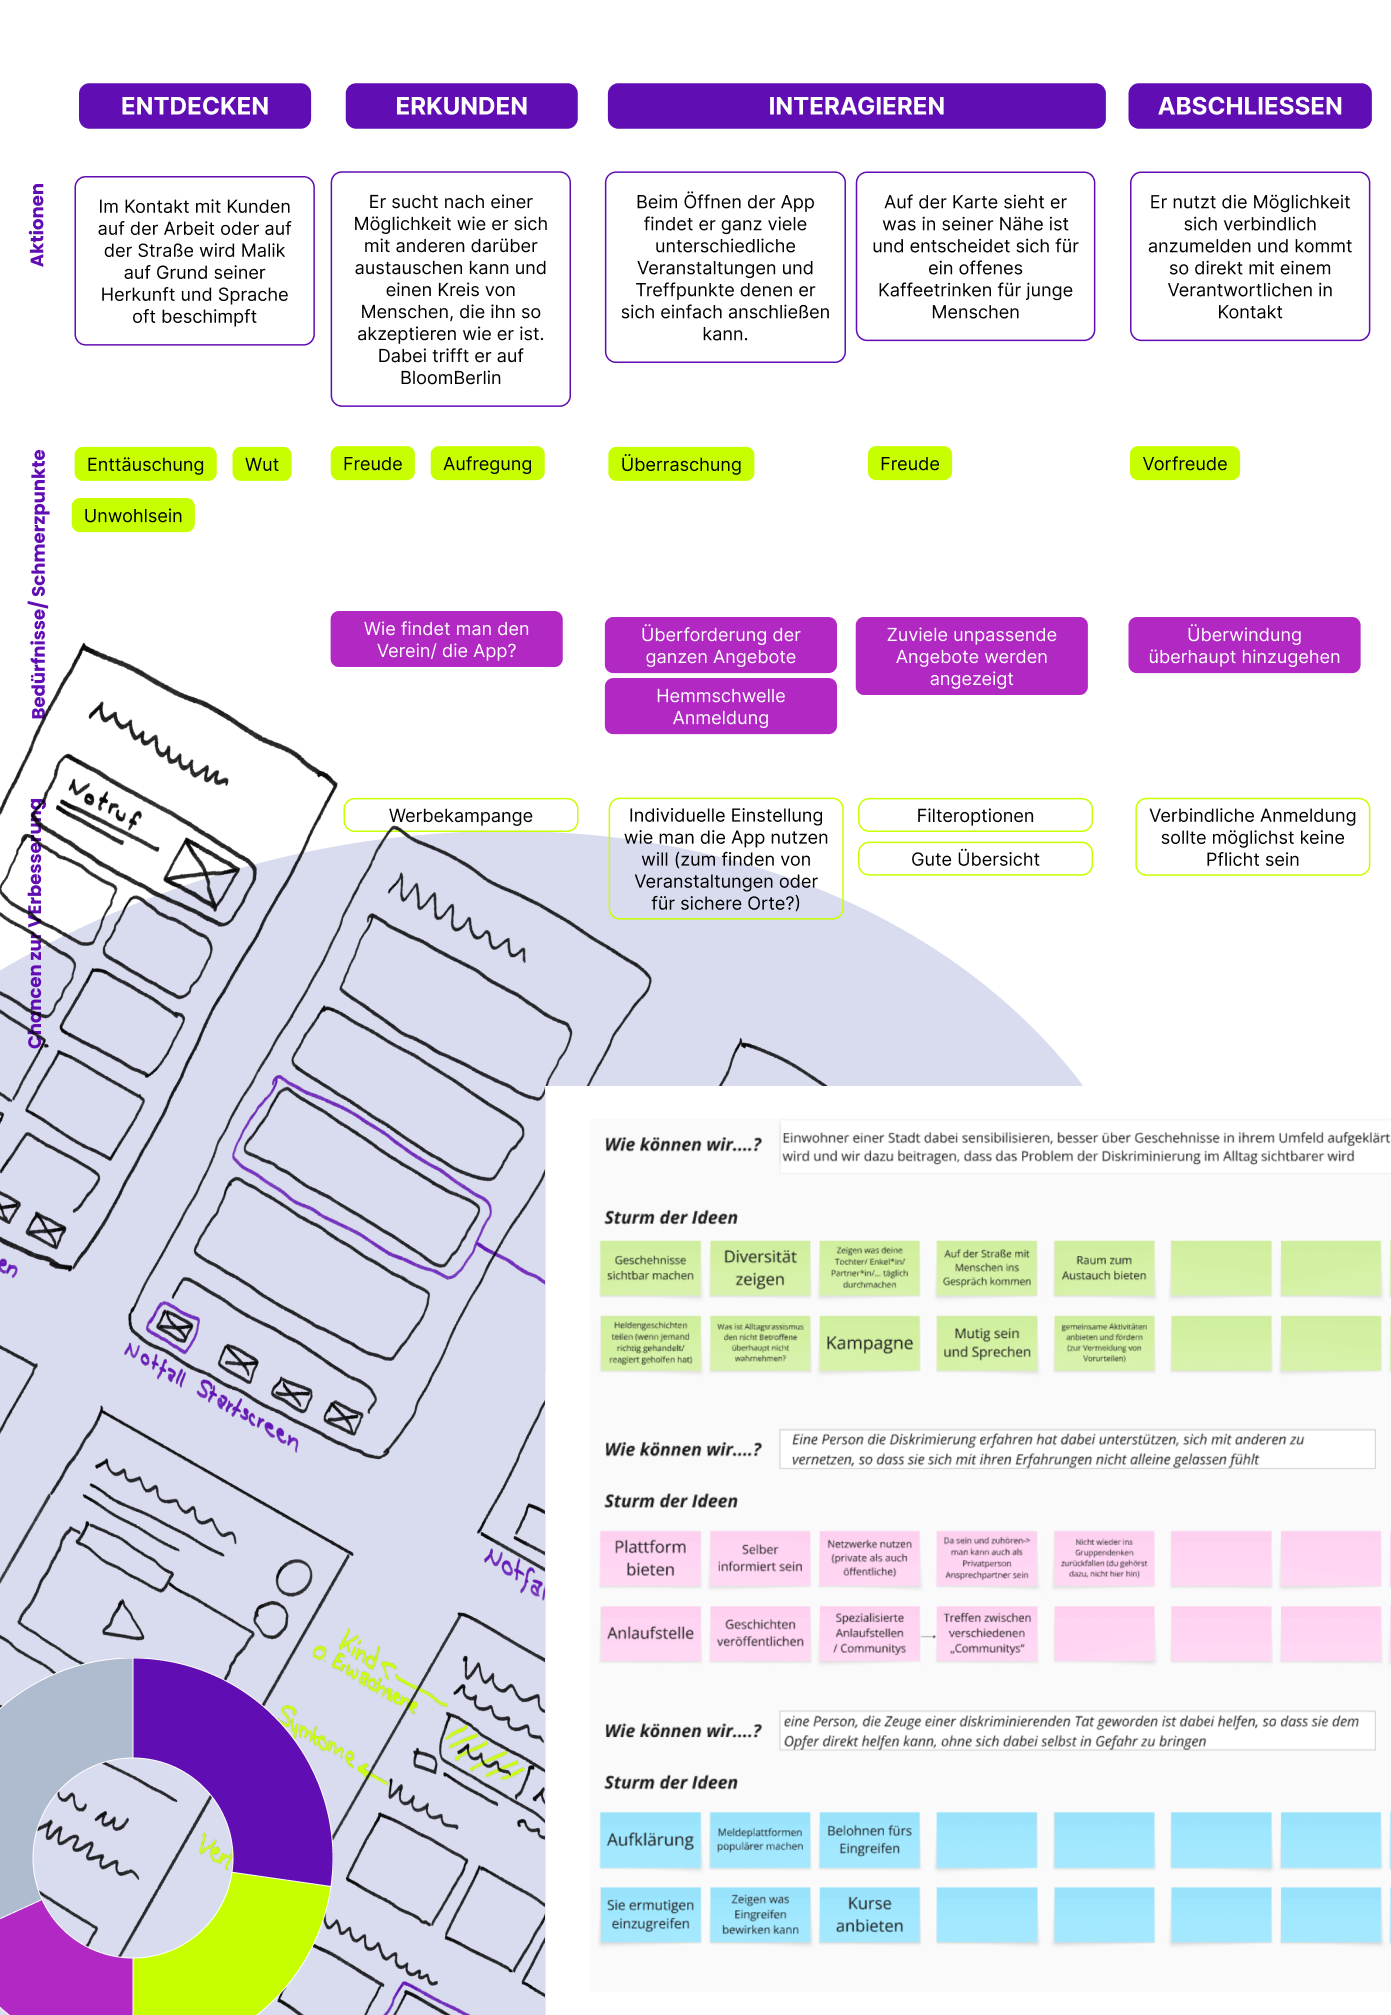 ENTDECKEN
ERKUNDEN
INTERAGIEREN
ABSCHLIESSEN
Aktionen
Im Kontakt mit Kunden
auf der Arbeit oder auf
der Straße wird Malik
auf Grund seiner
Herkunft und Sprache
oft beschimpft
Er sucht nach einer
Möglichkeit wie er sich
mit anderen darüber
austauschen kann und
einen Kreis von
Menschen, die ihn so
akzeptieren wie er ist.
Dabei trifft er auf
BloomBerlin
Beim Öffnen der App
findet er ganz viele
unterschiedliche
Veranstaltungen und
Treffpunkte denen er
sich einfach anschließen
kann.
Auf der Karte sieht er
was in seiner Nähe ist
und entscheidet sich für
ein offenes
Kaffeetrinken für junge
Menschen
Er nutzt die Möglichkeit
sich verbindlich
anzumelden und kommt
so direkt mit einem
Verantwortlichen in
Kontakt
Bedürfnisse/ Schmerzpunkte
Enttäuschung
Wut
Unwohlsein
Freude
Aufregung
Überraschung
Freude
Vorfreude
Wie findet man den
Verein/ die App?
Überforderung der
ganzen Angebote
Hemmschwelle
Anmeldung
Zuviele unpassende
Angebote werden
angezeigt
Überwindung
überhaupt hinzugehen
Chancen zur VErbesserung
Werbekampange
Individuelle Einstellung
wie man die App nutzen
will (zum finden von
Veranstaltungen oder
für sichere Orte?)
Filteroptionen
Gute Übersicht
Verbindliche Anmeldung
sollte möglichst keine
Pflicht sein
Notruf
en
Notfall Startscreen
Notfa
Kind
o. Erwachsene
Symtome
Ver
Wie können wir....?
Einwohner einer Stadt dabei sensibilisieren, besser über Geschehnisse in ihrem Umfeld aufgeklärt
wird und wir dazu beitragen, dass das Problem der Diskriminierung im Alltag sichtbarer wird
Sturm der Ideen
Geschehnisse
sichtbar machen
Diversität
zeigen
Zeigen was deine
Tochter/ Enkel*in/
Partner*in/... täglich
durchmachen
Auf der Straße mit
Menschen ins
Gespräch kommen
Raum zum
Austauch bieten
Heldengeschichten
teilen (wenn jemand
richtig gehandelt/
reagiert geholfen hat)
Was ist Alltagsrassismus
den nicht Betroffene
überhaupt nicht
wahrnehmen?
Kampagne
Mutig sein
und Sprechen
gemeinsame Aktivitäten
anbieten und fördern
(zur Vermeidung von
Vorurteilen)
Wie können wir....?
Eine Person die Diskrimierung erfahren hat dabei unterstützen, sich mit anderen zu
vernetzen, so dass sie sich mit ihren Erfahrungen nicht alleine gelassen fühlt
Sturm der Ideen
Plattform
bieten
Selber
informiert sein
Netzwerke nutzen
(private als auch
öffentliche)
Da sein und zuhören->
man kann auch als
Privatperson
Ansprechpartner sein
Nicht wieder ins
Gruppendenken
zurückfallen (du gehörst
dazu, nicht hier hin)
Anlaufstelle
Geschichten
veröffentlichen
Spezialisierte
Anlaufstellen
/ Communitys
Treffen zwischen
verschiedenen
„Communitys“
Wie können wir....?
eine Person, die Zeuge einer diskriminierenden Tat geworden ist dabei helfen, so dass sie dem
Opfer direkt helfen kann, ohne sich dabei selbst in Gefahr zu bringen
Sturm der Ideen
Aufklärung
Meldeplattformen
populärer machen
Belohnen fürs
Eingreifen
Sie ermutigen
einzugreifen
Zeigen was
Eingreifen
bewirken kann
Kurse
anbieten